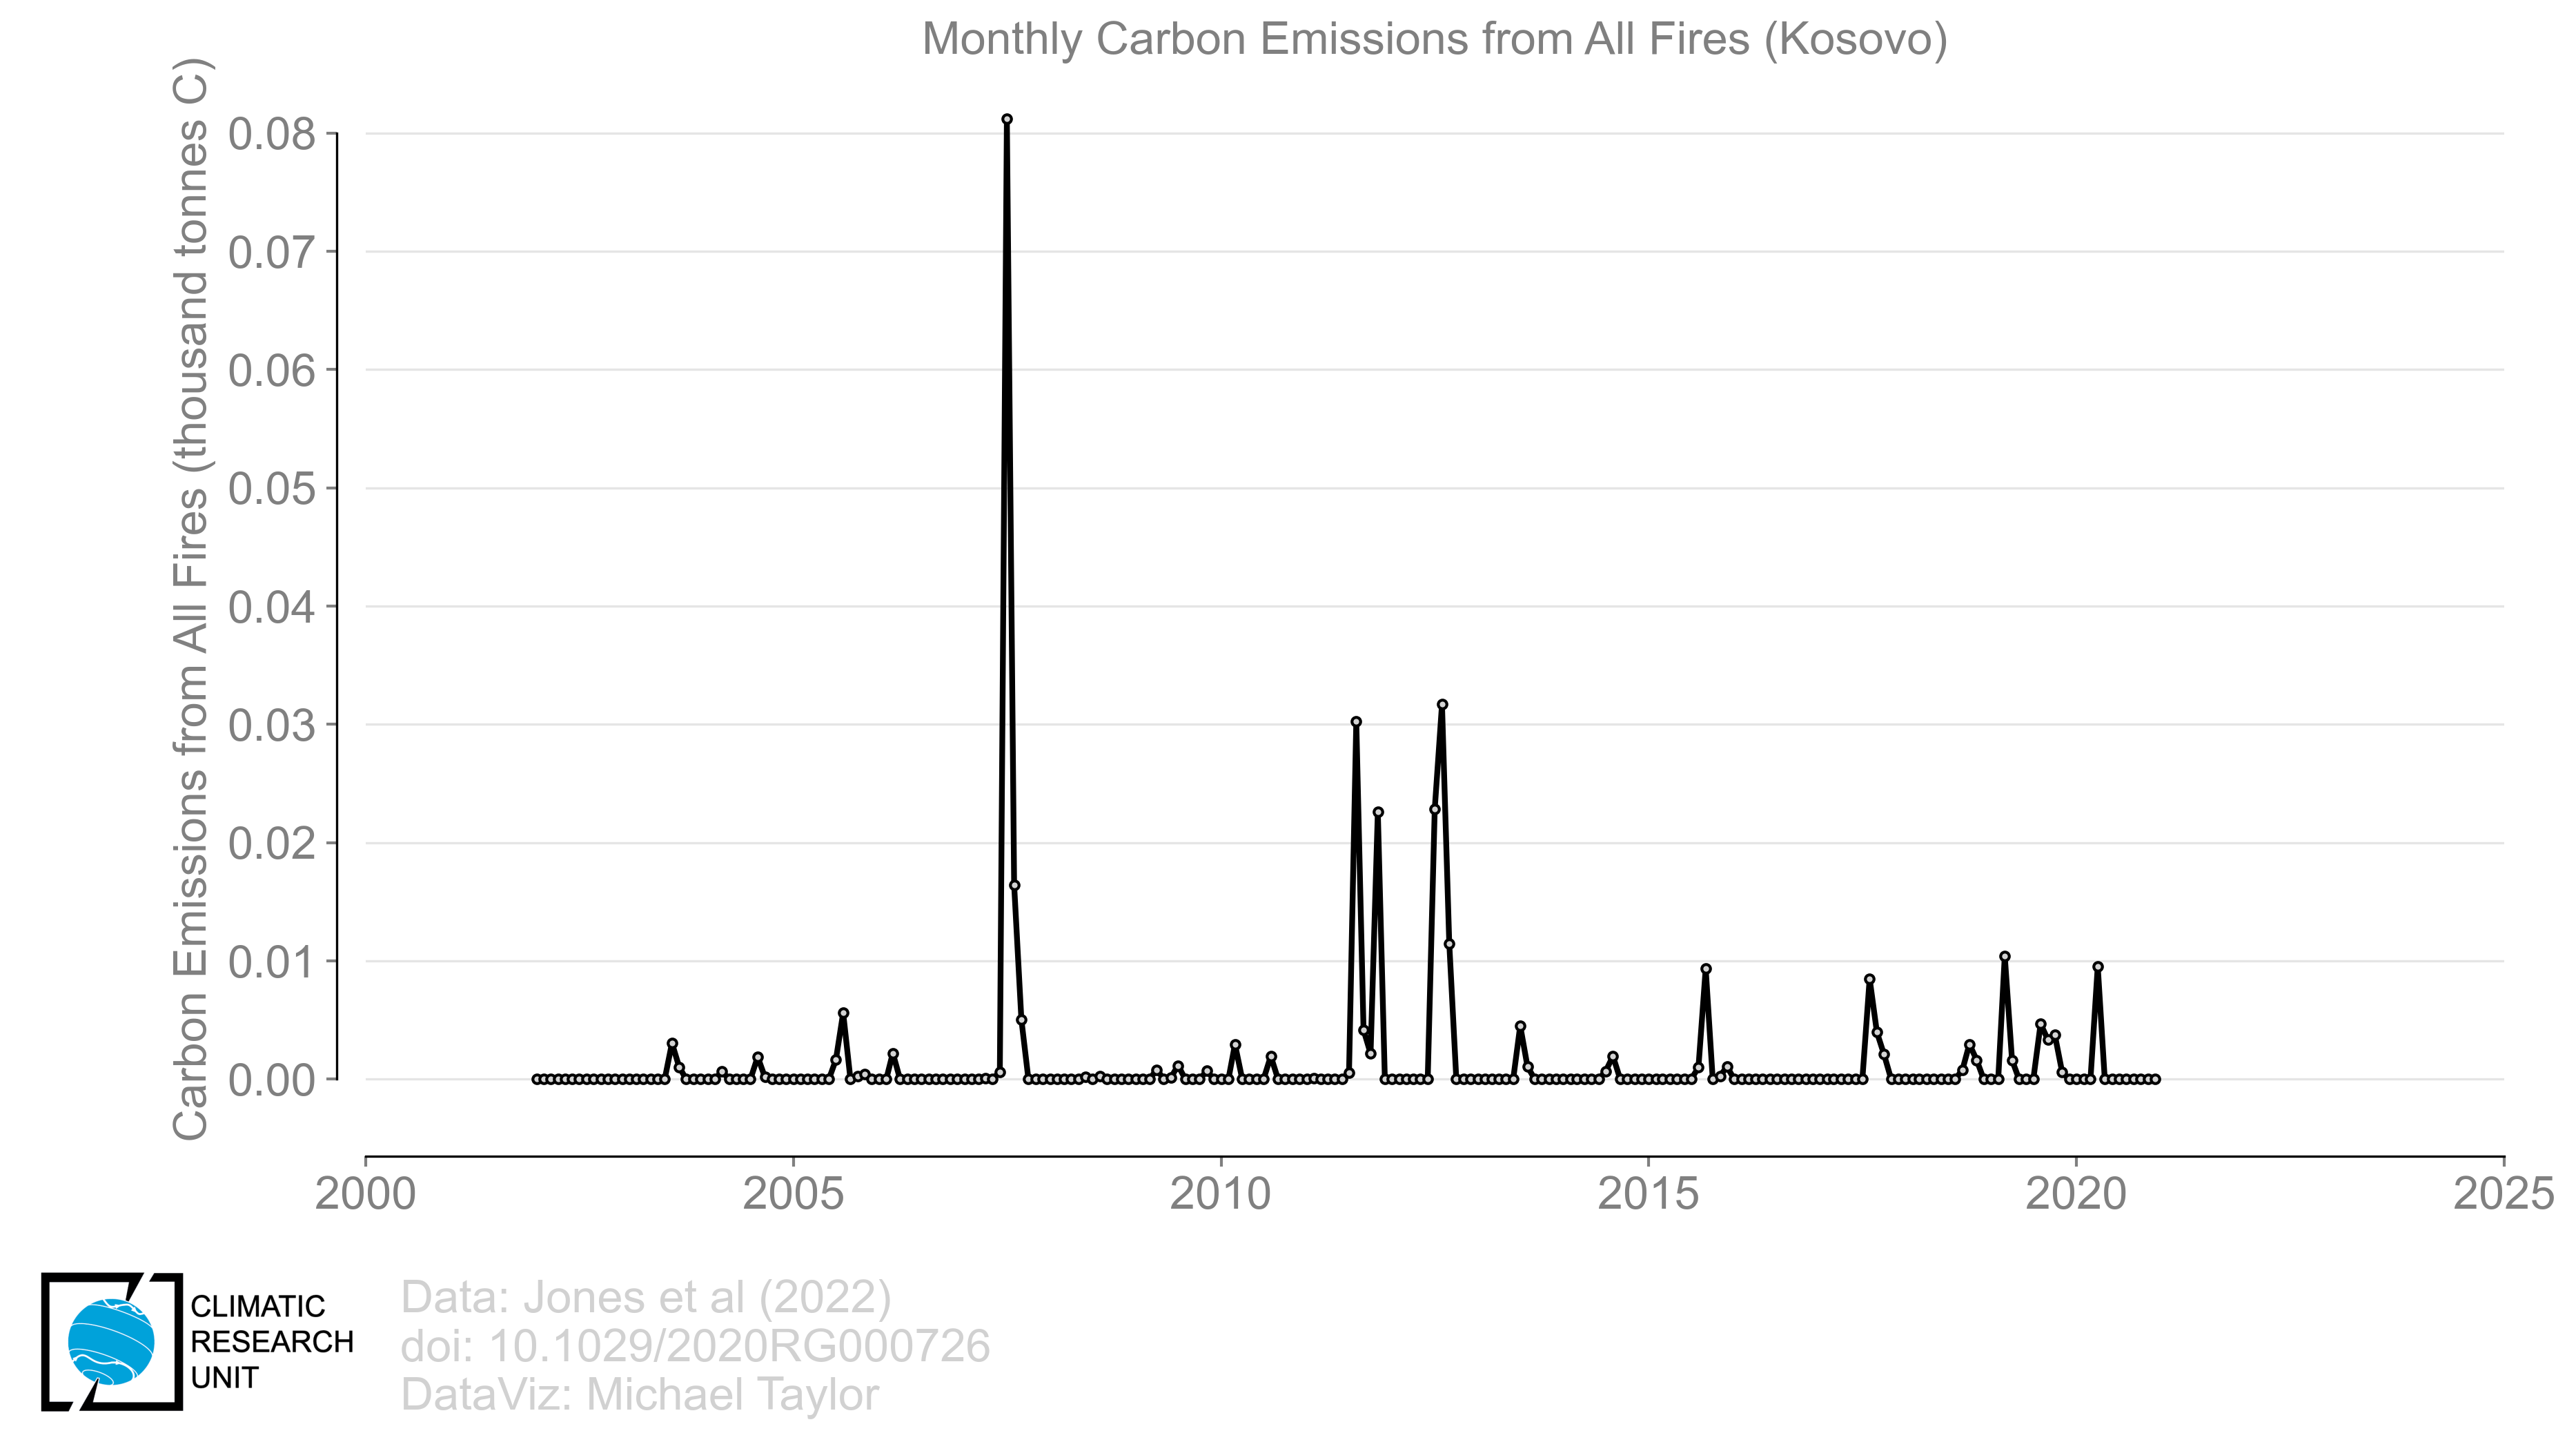 Monthly Carbon Emissions from All Fires (Kosovo)
Carbon Emissions from All Fires (thousand tonnes C)
0.08
0.07
0.06
0.05
0.04
0.03
0.02
0.01
0.00
2000
2005
2010
2015
2020
2025
CLIMATIC
RESEARCH
UNIT
Data: Jones et al (2022)
doi: 10.1029/2020RG000726
DataViz: Michael Taylor